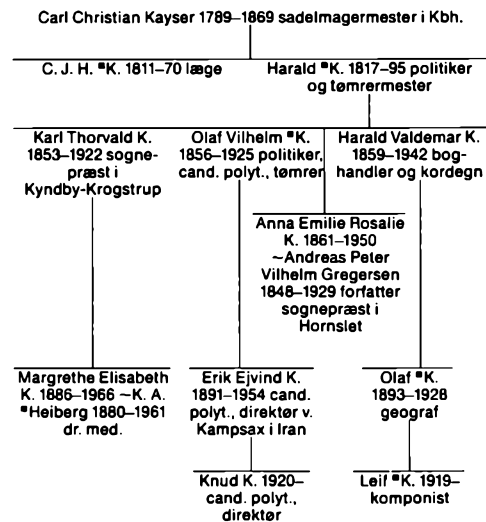 Carl Christian Kayser 1789–1869 sadelmagermester i Kbh.
C. J. H. *K. 1811–70 læge
Harald *K. 1817–95 politiker
og tømrermester
Karl Thorvald K.
1853–1922 sogne-
præst i
Kyndby-Krogstrup
Olaf Vilhelm *K.
1856–1925 politiker,
cand. polyt., tømrer
Harald Valdemar K.
1859–1942 bog-
handler og kordegn
Anna Emilie Rosalie
K. 1861–1950
~Andreas Peter
Vilhelm Gregersen
1848–1929 forfatter
sognepræst i
Hornslet
Margrethe Elisabeth
K. 1886–1966 ~K. A.
*Heiberg 1880–1961
dr. med.
Erik Ejvind K.
1891–1954 cand.
polyt., direktør v.
Kampsax i Iran
Olaf *K.
1893–1928
geograf
Knud K. 1920–
cand. polyt.,
direktør
Leif *K. 1919–
komponist